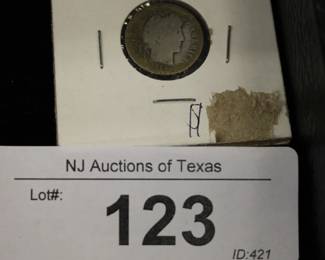 NJ Auctions of Texas
Lot#:
123
ID:421